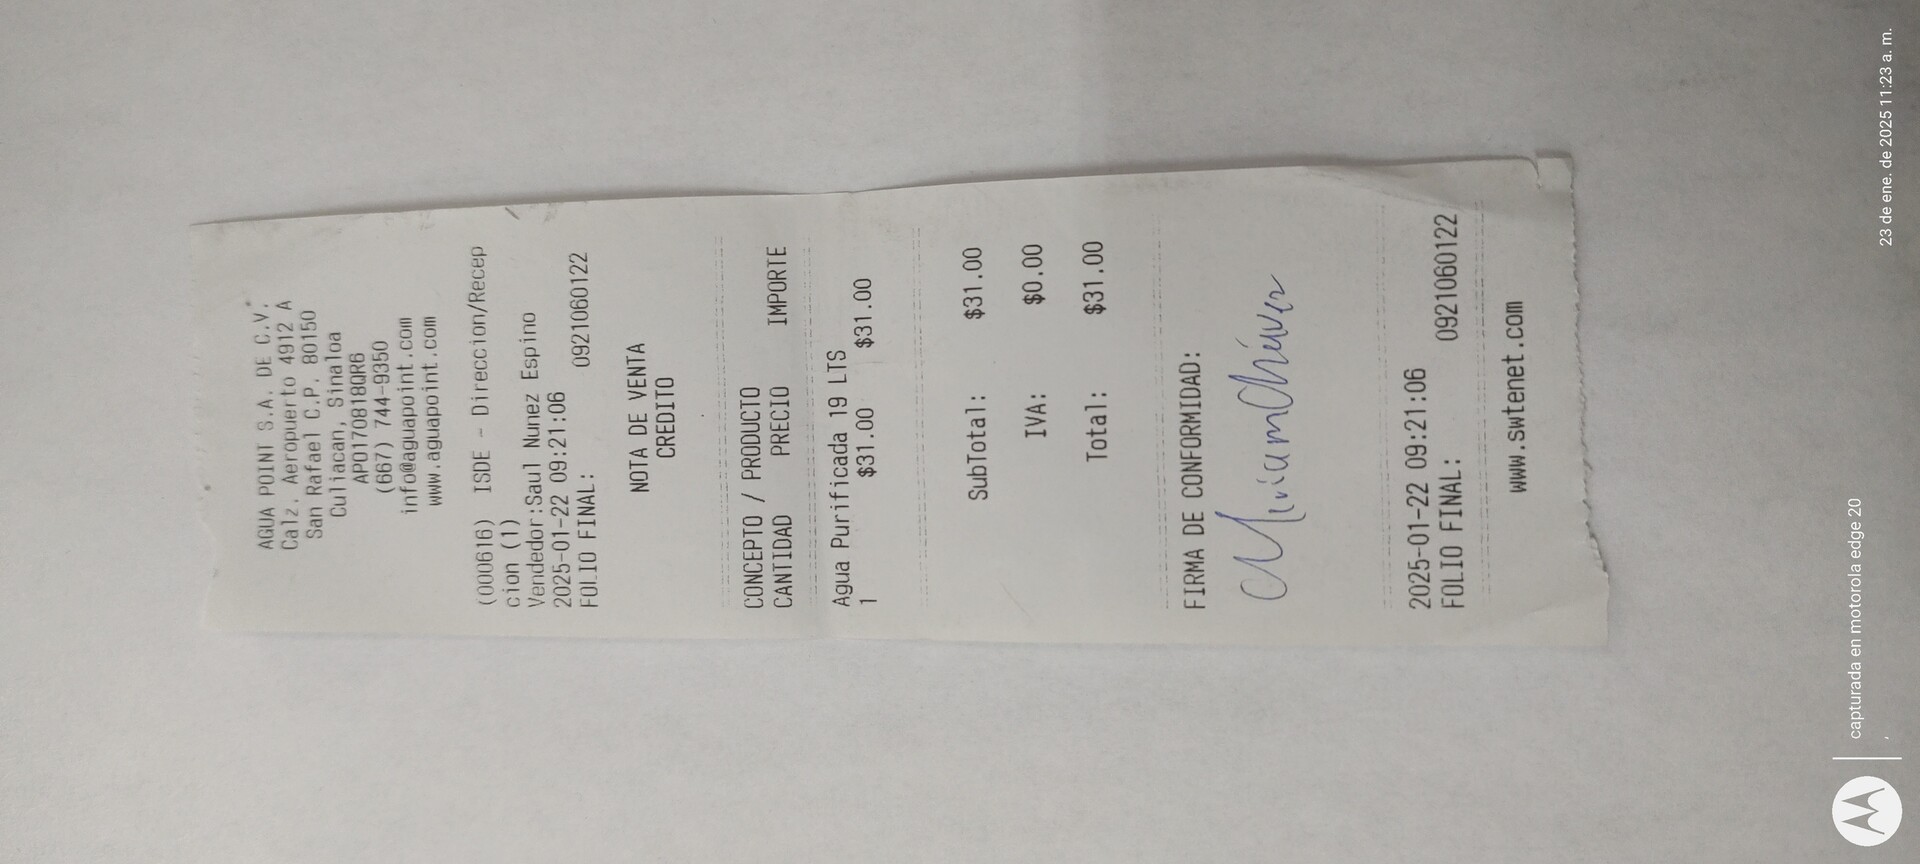 AGUA POINT S.A. DE C.V.
Calz. Aeropuerto 4912 A
San Rafael C.P. 80150
Culiacan, Sinaloa
APO170818QR6
(667) 744-9350
info@aguapoint.com
www.aguapoint.com
(000616) ISDE - Direccion/Recep
cion (1)
Vendedor:Saul Nunez Espino
2025-01-22 09:21:06
FOLIO FINAL: 0921060122
NOTA DE VENTA
CREDITO
CONCEPTO / PRODUCTO
CANTIDAD PRECIO IMPORTE
Agua Purificada 19 LTS
1 $31.00 $31.00
SubTotal: $31.00
IVA: $0.00
Total: $31.00
FIRMA DE CONFORMIDAD:
Miriam Chávez
2025-01-22 09:21:06
FOLIO FINAL: 0921060122
www.swtenet.com
capturada en motorola edge 20
23 de ene. de 2025 11:23 a. m.